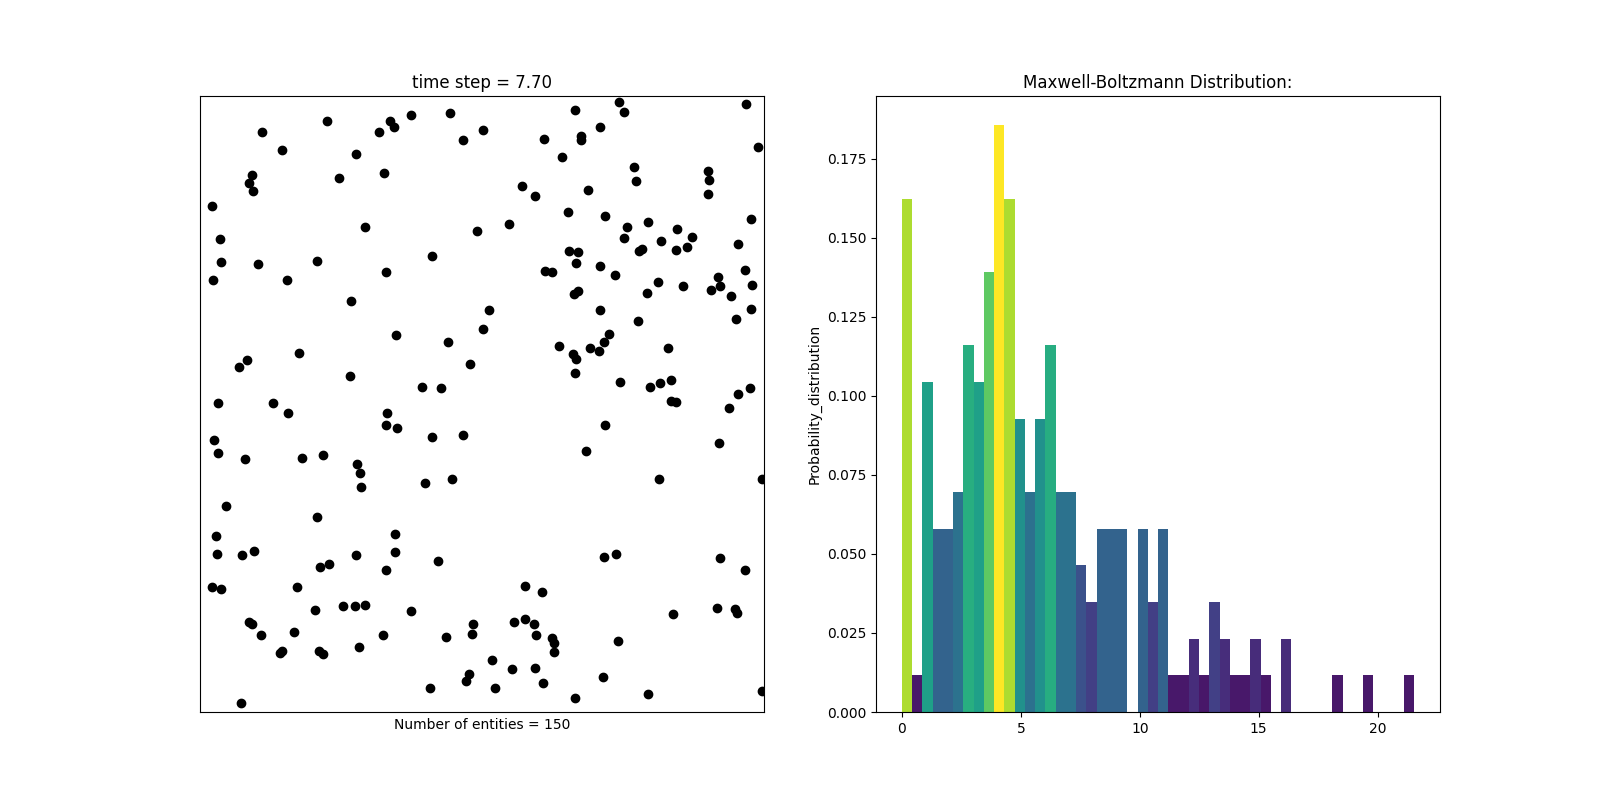 time step = 7.70
Number of entities = 150
Maxwell-Boltzmann Distribution:
Probability_distribution
0.175
0.150
0.125
0.100
0.075
0.050
0.025
0.000
0 5 10 15 20